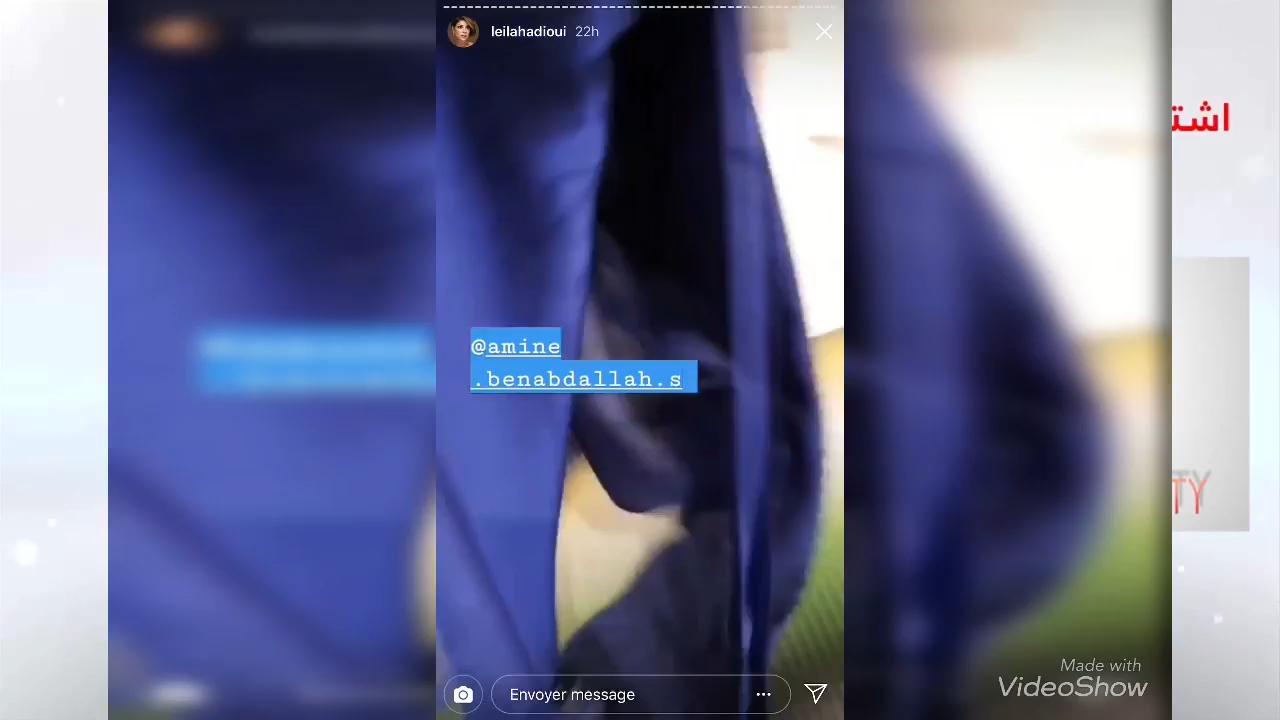 leilahadioui 22h
@amine
.benabdallah.s
Envoyer message
Made with
VideoShow